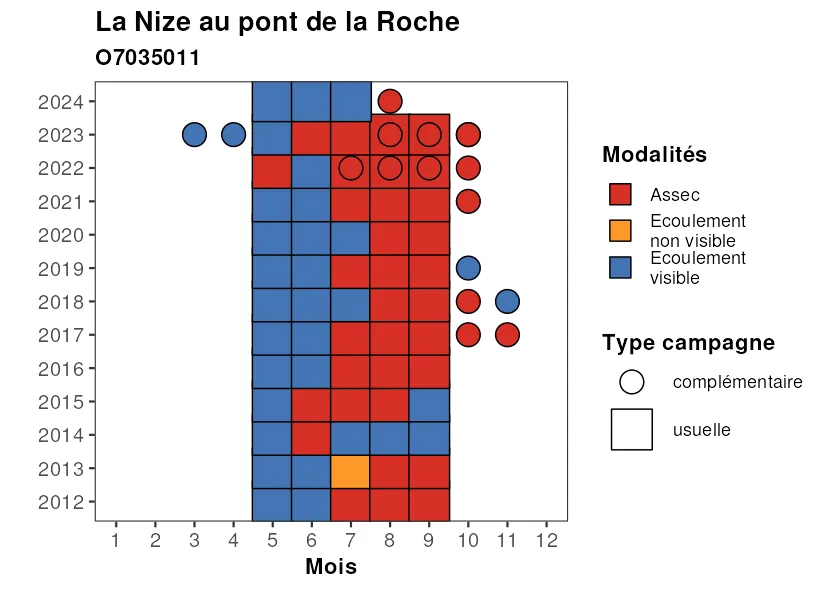 La Nize au pont de la Roche
O7035011
2024
2023
2022
2021
2020
2019
2018
2017
2016
2015
2014
2013
2012
1 2 3 4 5 6 7 8 9 10 11 12
Mois
Modalités
Assec
Ecoulement
non visible
Ecoulement
visible
Type campagne
complémentaire
usuelle